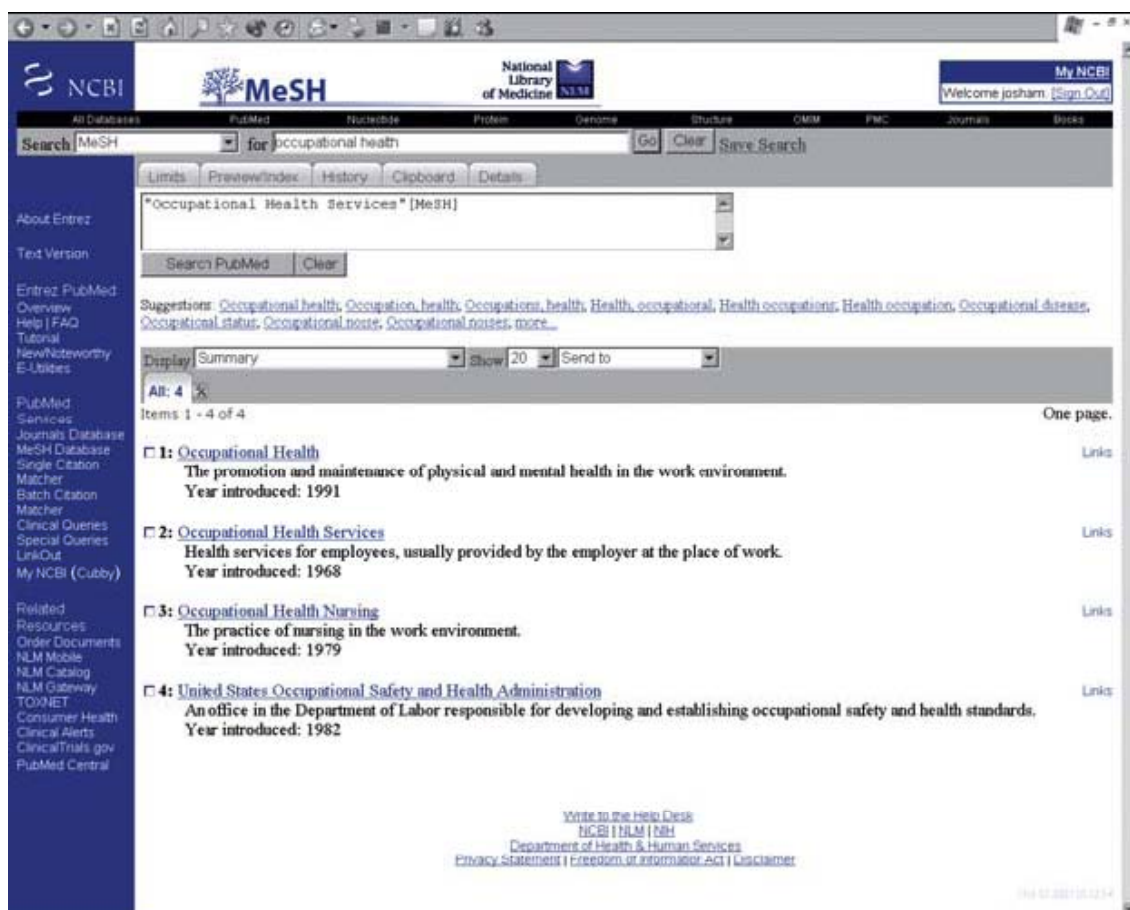 NCBI
MeSH
National
Library
of Medicine NLM
My NCBI
Welcome josham. [Sign Out]
All Databases PubMed Nucleotide Protein Genome Structure OMIM PMC Journals Books
Search MeSH for occupational health Go Clear Save Search
Limits Preview/Index History Clipboard Details
"Occupational Health Services"[MeSH]
Search PubMed Clear
About Entrez
Text Version
Entrez PubMed
Overview
Help | FAQ
Tutorial
New/Noteworthy
E-Utilities
PubMed
Services
Journals Database
MeSH Database
Single Citation
Matcher
Batch Citation
Matcher
Clinical Queries
Special Queries
LinkOut
My NCBI (Cubby)
Related
Resources
Order Documents
NLM Mobile
NLM Catalog
NLM Gateway
TOXNET
Consumer Health
Clinical Alerts
ClinicalTrials.gov
PubMed Central
Suggestions: Occupational health, Occupation, health, Occupations, health, Health, occupational, Health occupations, Health occupation, Occupational disease,
Occupational status, Occupational noise, Occupational noises, more...
Display Summary Show 20 Send to
All: 4
Items 1 - 4 of 4 One page.
1: Occupational Health Links
The promotion and maintenance of physical and mental health in the work environment.
Year introduced: 1991
2: Occupational Health Services Links
Health services for employees, usually provided by the employer at the place of work.
Year introduced: 1968
3: Occupational Health Nursing Links
The practice of nursing in the work environment.
Year introduced: 1979
4: United States Occupational Safety and Health Administration Links
An office in the Department of Labor responsible for developing and establishing occupational safety and health standards.
Year introduced: 1982
Write to the Help Desk
NCBI | NLM | NIH
Department of Health & Human Services
Privacy Statement | Freedom of Information Act | Disclaimer